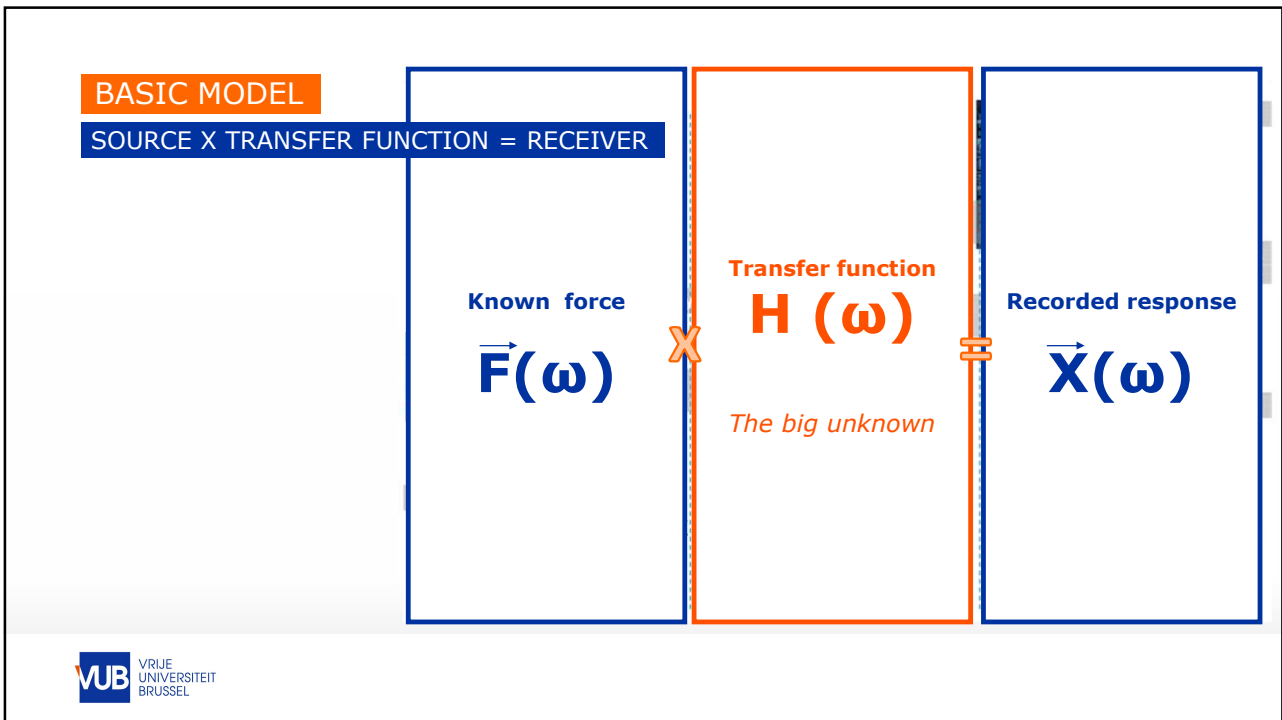 BASIC MODEL
SOURCE X TRANSFER FUNCTION = RECEIVER
Known force
F(ω)
X
Transfer function
H (ω)
The big unknown
=
Recorded response
X(ω)
VUB
VRIJE
UNIVERSITEIT
BRUSSEL